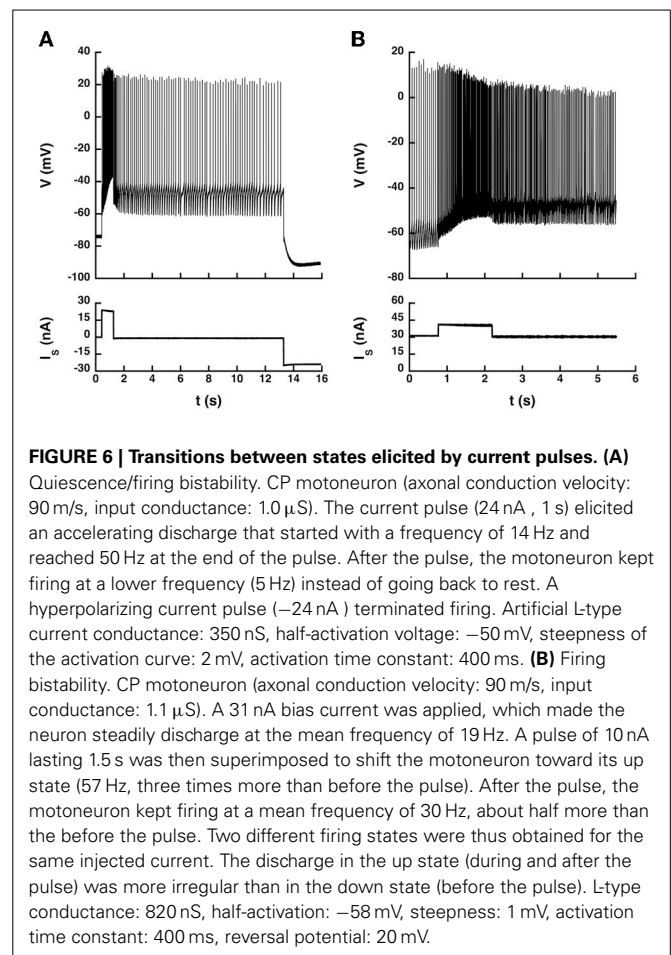 A
B
40
20
0
-20
-40
-60
-80
-100
V (mV)
30
15
0
-15
-30
I_S (nA)
0 2 4 6 8 10 12 14 16
t (s)
20
0
-20
-40
-60
-80
V (mV)
60
45
30
15
0
I_S (nA)
0 1 2 3 4 5 6
t (s)
FIGURE 6 | Transitions between states elicited by current pulses. (A)
Quiescence/firing bistability. CP motoneuron (axonal conduction velocity:
90 m/s, input conductance: 1.0 μS). The current pulse (24 nA , 1 s) elicited
an accelerating discharge that started with a frequency of 14 Hz and
reached 50 Hz at the end of the pulse. After the pulse, the motoneuron kept
firing at a lower frequency (5 Hz) instead of going back to rest. A
hyperpolarizing current pulse (−24 nA ) terminated firing. Artificial L-type
current conductance: 350 nS, half-activation voltage: −50 mV, steepness of
the activation curve: 2 mV, activation time constant: 400 ms. (B) Firing
bistability. CP motoneuron (axonal conduction velocity: 90 m/s, input
conductance: 1.1 μS). A 31 nA bias current was applied, which made the
neuron steadily discharge at the mean frequency of 19 Hz. A pulse of 10 nA
lasting 1.5 s was then superimposed to shift the motoneuron toward its up
state (57 Hz, three times more than before the pulse). After the pulse, the
motoneuron kept firing at a mean frequency of 30 Hz, about half more than
the before the pulse. Two different firing states were thus obtained for the
same injected current. The discharge in the up state (during and after the
pulse) was more irregular than in the down state (before the pulse). L-type
conductance: 820 nS, half-activation: −58 mV, steepness: 1 mV, activation
time constant: 400 ms, reversal potential: 20 mV.